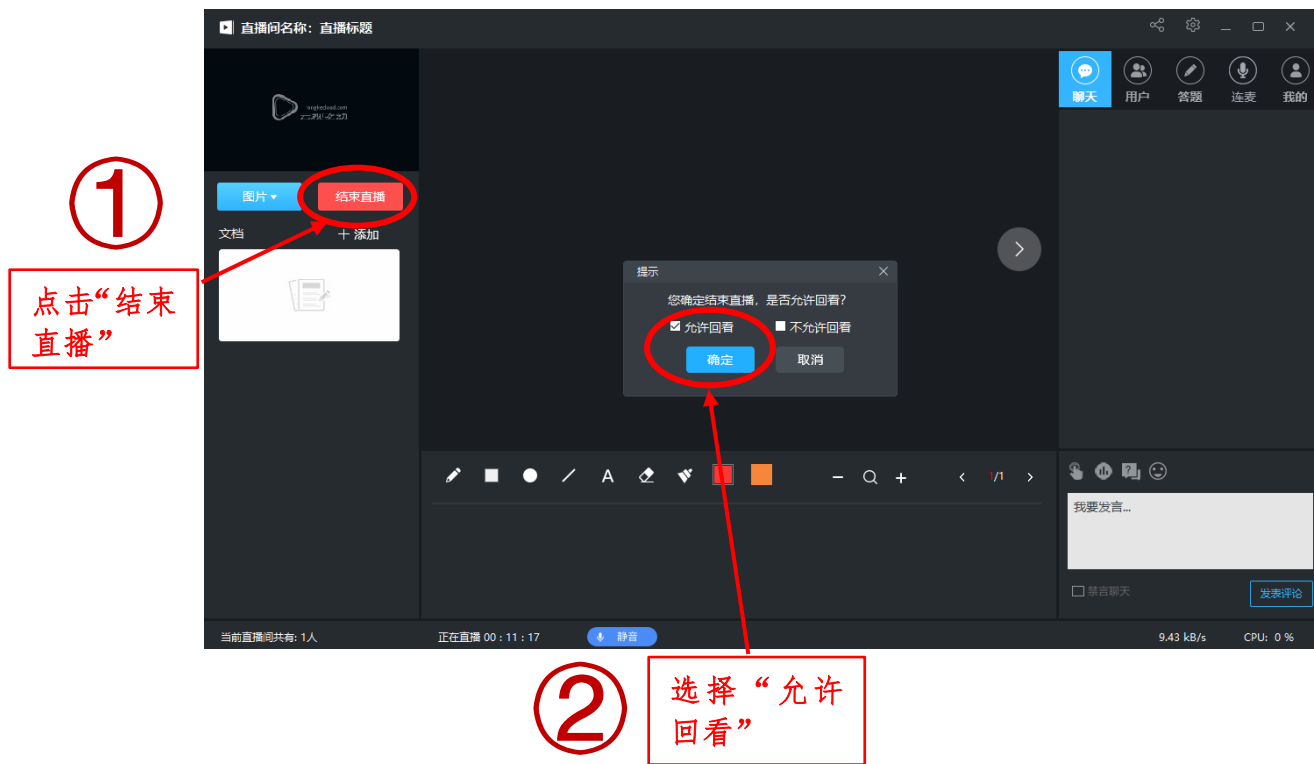 直播间名称：直播标题
聊天 用户 答题 连麦 我的
①
图片 结束直播
文档 + 添加
点击“结束
直播”
提示
您确定结束直播，是否允许回看?
允许回看 不允许回看
确定 取消
A
1/1
我要发言...
禁言聊天
发表评论
当前直播间共有: 1人 正在直播 00 : 11 : 17 静音 9.43 kB/s CPU: 0 %
②
选择“允许
回看”